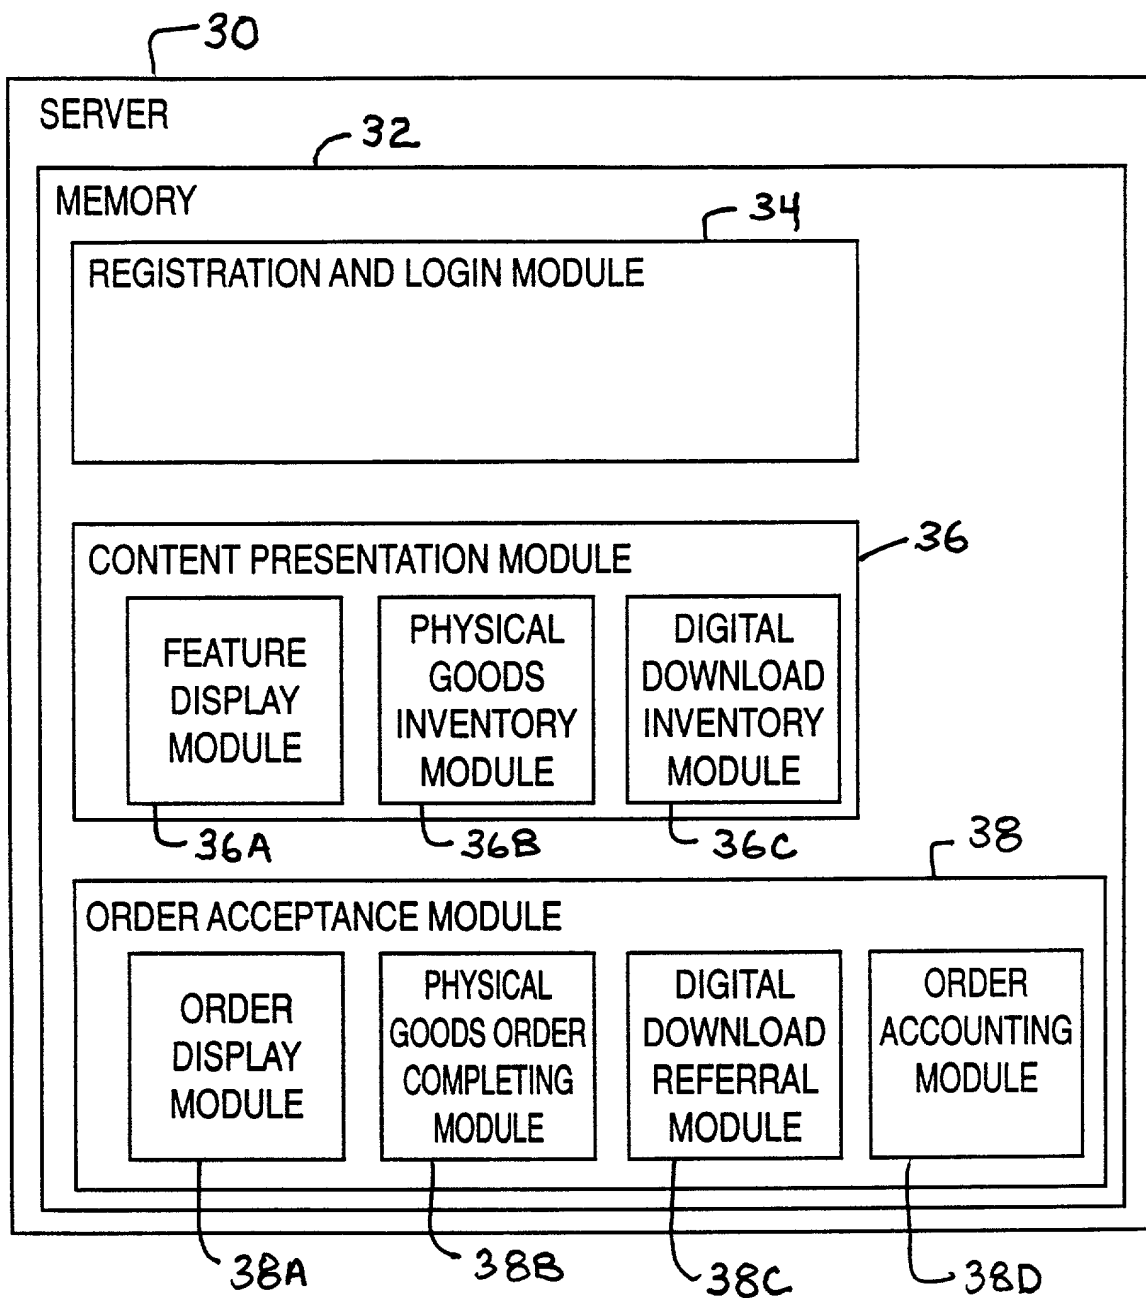 30
SERVER
32
MEMORY
34
REGISTRATION AND LOGIN MODULE
36
CONTENT PRESENTATION MODULE
FEATURE
DISPLAY
MODULE
PHYSICAL
GOODS
INVENTORY
MODULE
DIGITAL
DOWNLOAD
INVENTORY
MODULE
36A
36B
36C
38
ORDER ACCEPTANCE MODULE
ORDER
DISPLAY
MODULE
PHYSICAL
GOODS ORDER
COMPLETING
MODULE
DIGITAL
DOWNLOAD
REFERRAL
MODULE
ORDER
ACCOUNTING
MODULE
38A
38B
38C
38D